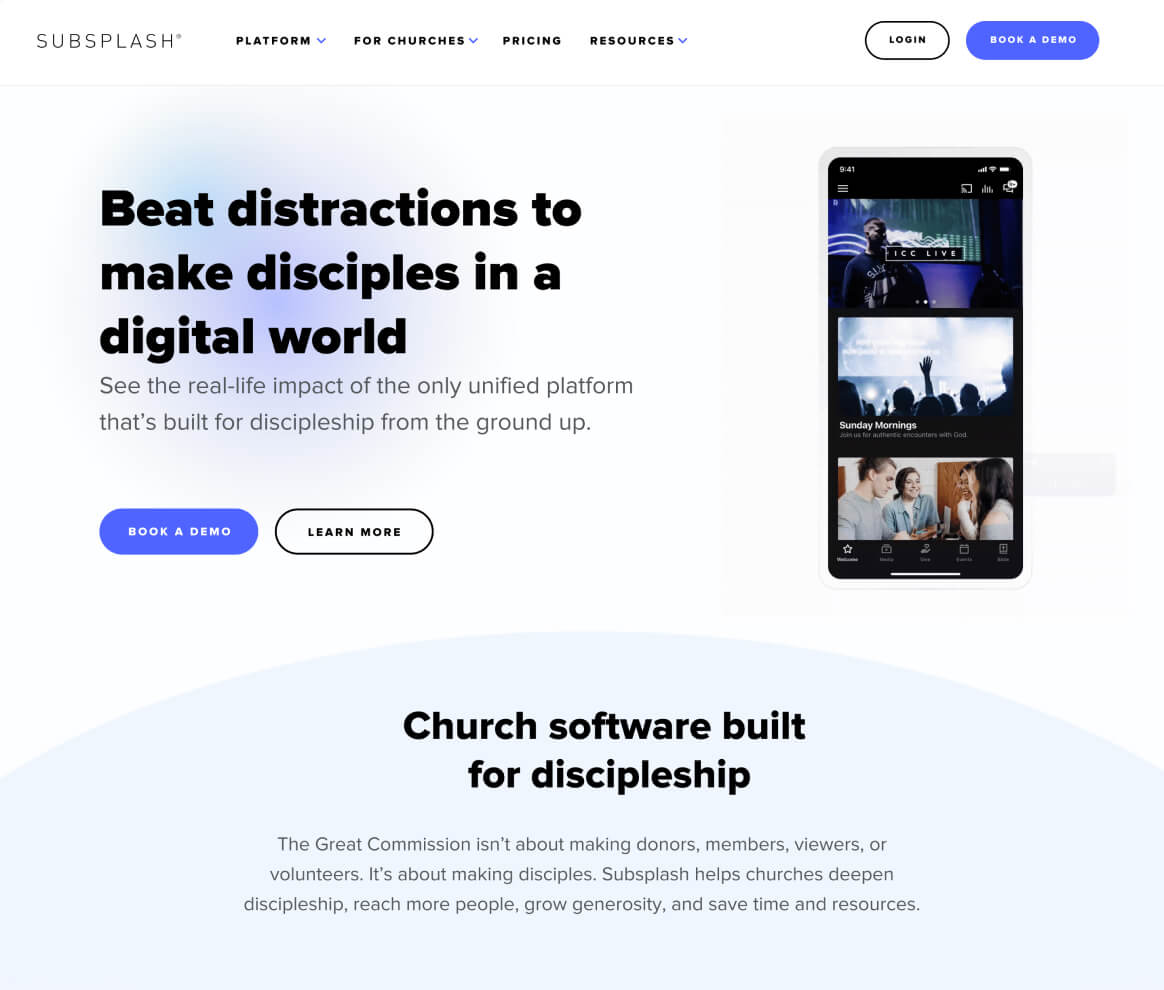 SUBSPLASH®
PLATFORM
FOR CHURCHES
PRICING
RESOURCES
LOGIN
BOOK A DEMO
Beat distractions to
make disciples in a
digital world
See the real-life impact of the only unified platform
that’s built for discipleship from the ground up.
BOOK A DEMO
LEARN MORE
9:41
9+
ICC LIVE
Sunday Mornings
Join us for authentic encounters with God.
Welcome
Media
Give
Events
Bible
Church software built
for discipleship
The Great Commission isn’t about making donors, members, viewers, or
volunteers. It’s about making disciples. Subsplash helps churches deepen
discipleship, reach more people, grow generosity, and save time and resources.